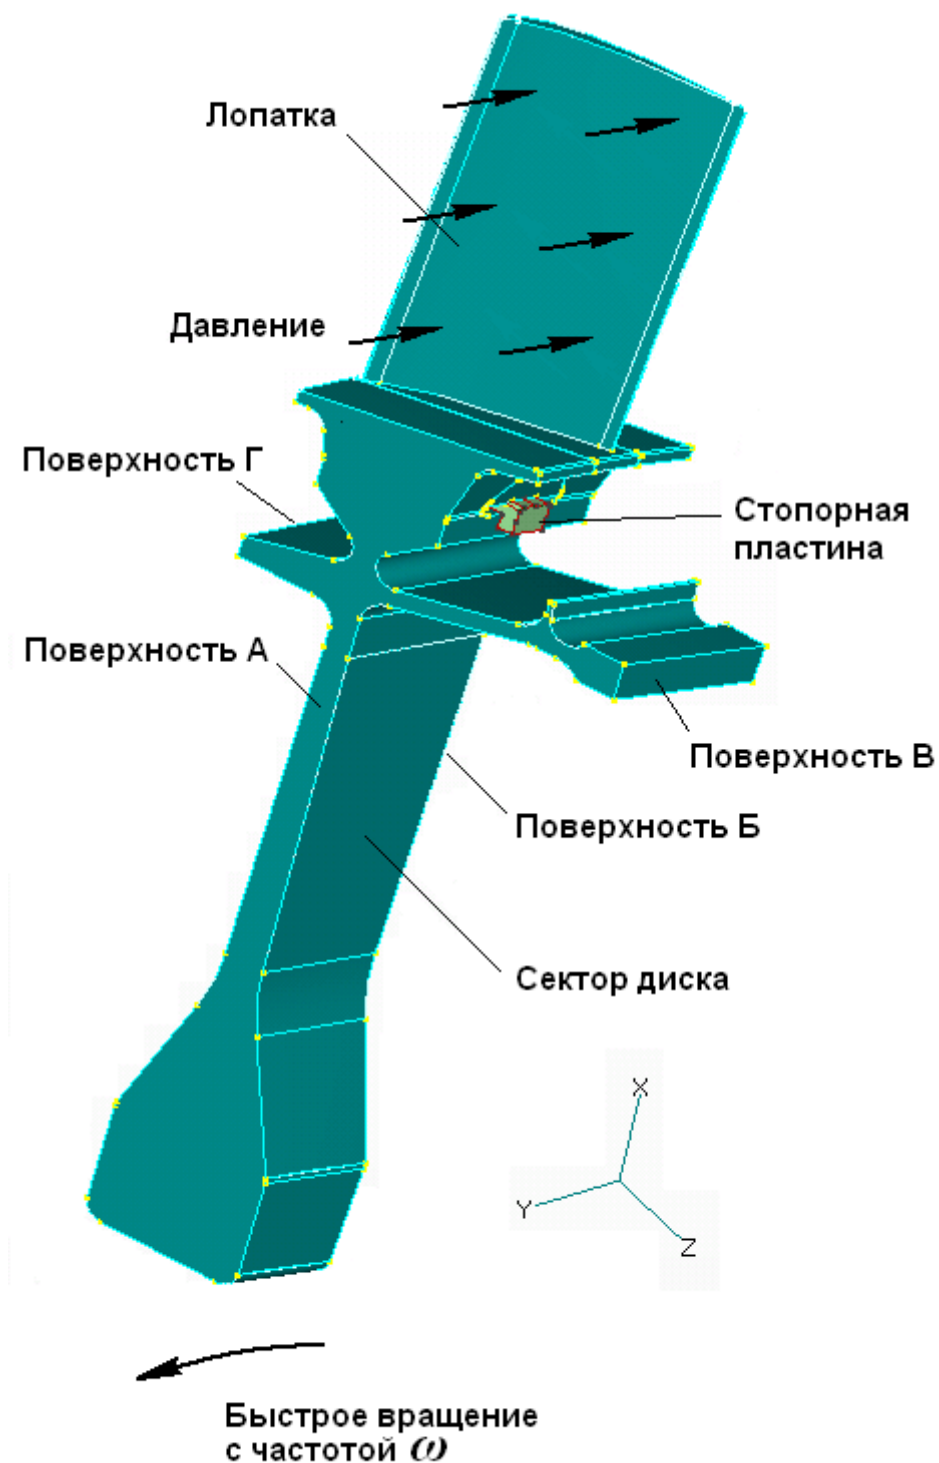 Лопатка
Давление
Поверхность Г
Стопорная
пластина
Поверхность А
Поверхность В
Поверхность Б
Сектор диска
X
Y
Z
Быстрое вращение
с частотой ω